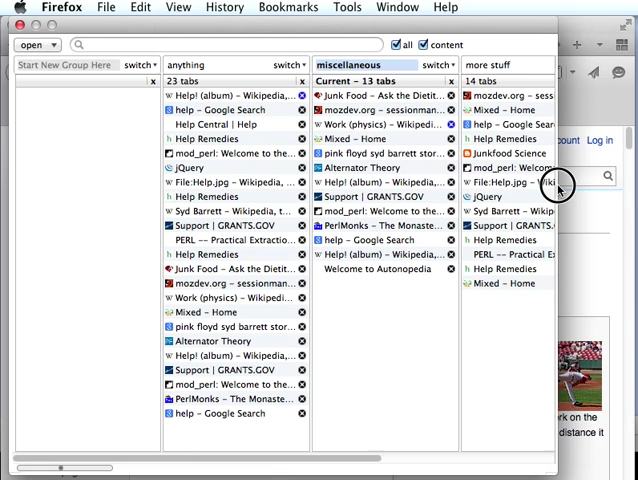 Firefox File Edit View History Bookmarks Tools Window Help
open all content
Start New Group Here switch anything switch miscellaneous switch more stuff
x 23 tabs x Current - 13 tabs x 14 tabs
Help! (album) - Wikipedia,...
help - Google Search
Help Central | Help
Help Remedies
mod_perl: Welcome to the...
jQuery
File:Help.jpg - Wikipedia, ...
Help Remedies
Syd Barrett - Wikipedia, t...
Support | GRANTS.GOV
PERL -- Practical Extractio...
Help Remedies
Junk Food - Ask the Dietit...
mozdev.org - sessionman...
Work (physics) - Wikipedi...
Mixed - Home
pink floyd syd barrett stor...
Alternator Theory
Help! (album) - Wikipedia,...
Support | GRANTS.GOV
mod_perl: Welcome to the...
PerlMonks - The Monaste...
help - Google Search
Junk Food - Ask the Dietit...
mozdev.org - sessionman...
Work (physics) - Wikipedi...
Mixed - Home
pink floyd syd barrett stor...
Alternator Theory
Help! (album) - Wikipedia,...
Support | GRANTS.GOV
mod_perl: Welcome to the...
PerlMonks - The Monaste...
help - Google Search
Help! (album) - Wikipedia,...
Welcome to Autonopedia
mozdev.org - sess
Mixed - Home
help - Google Sear
Junkfood Science
mod_perl: Welcom
File:Help.jpg - Wiki
jQuery
Syd Barrett - Wikip
Support | GRANTS.G
Help Remedies
PERL -- Practical Ex
Help Remedies
Mixed - Home
count Log in
rk on the
distance it